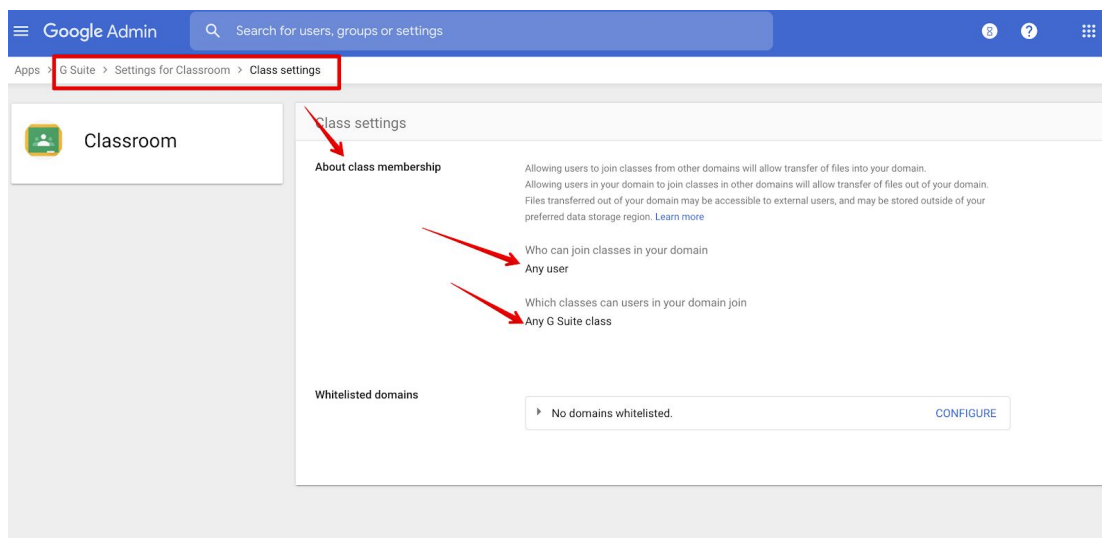 Google Admin
Search for users, groups or settings
8
?
Apps > G Suite > Settings for Classroom > Class settings
Classroom
Class settings
About class membership
Allowing users to join classes from other domains will allow transfer of files into your domain.
Allowing users in your domain to join classes in other domains will allow transfer of files out of your domain.
Files transferred out of your domain may be accessible to external users, and may be stored outside of your
preferred data storage region. Learn more
Who can join classes in your domain
Any user
Which classes can users in your domain join
Any G Suite class
Whitelisted domains
No domains whitelisted.
CONFIGURE